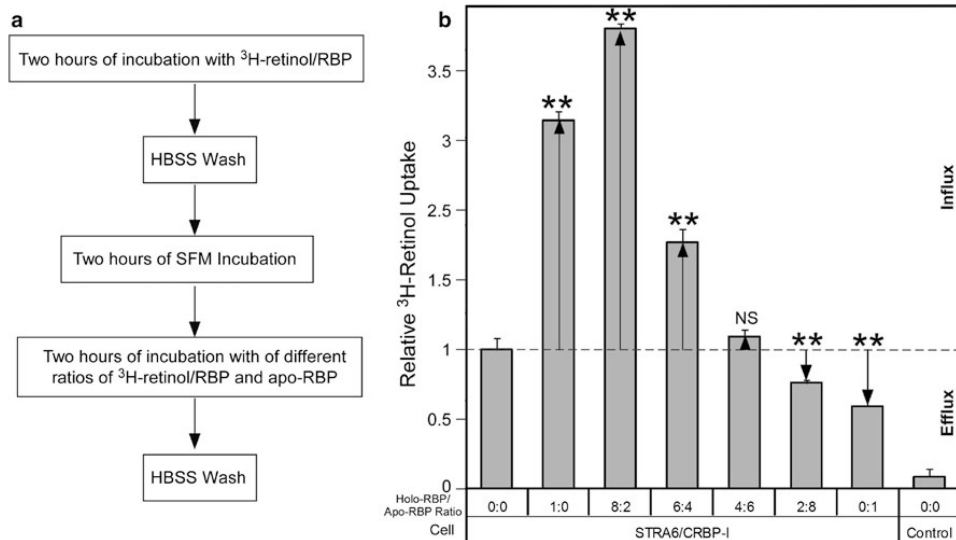 a
Two hours of incubation with ³H-retinol/RBP
HBSS Wash
Two hours of SFM Incubation
Two hours of incubation with of different
ratios of ³H-retinol/RBP and apo-RBP
HBSS Wash
b
Relative ³H-Retinol Uptake
3.5
3
2.5
2
1
0.5
0
**
**
**
NS
**
**
Influx
Efflux
Holo-RBP/
Apo-RBP Ratio
0:0
1:0
8:2
6:4
4:6
2:8
0:1
0:0
Cell
STRA6/CRBP-I
Control